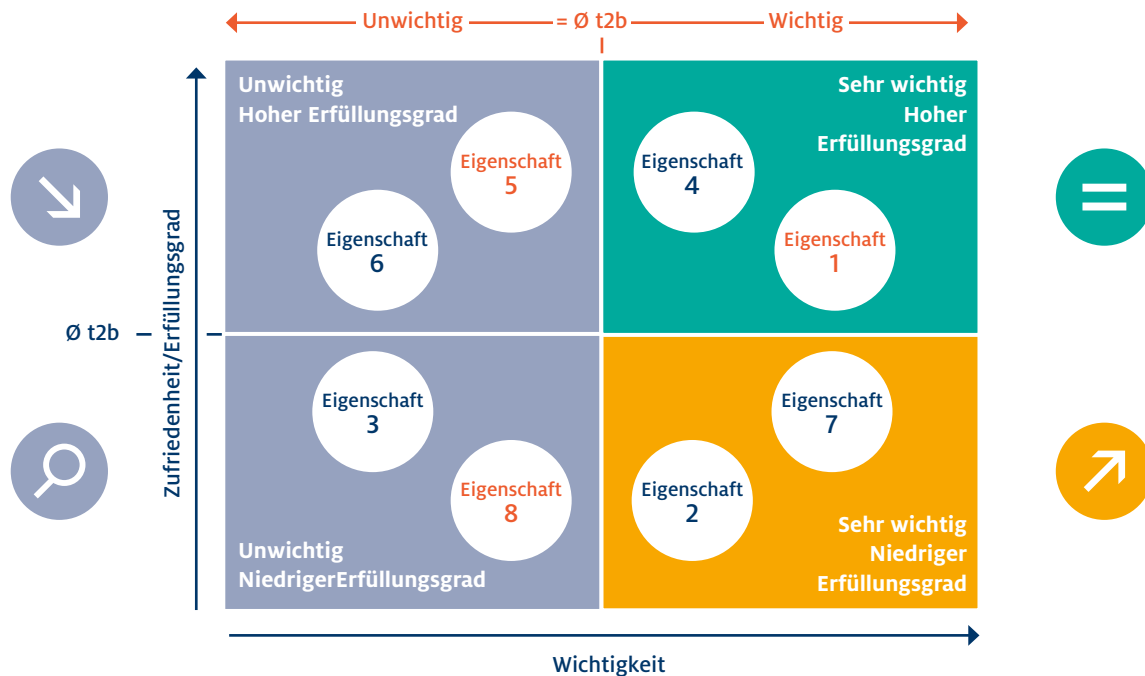 Unwichtig = Ø t2b Wichtig
Unwichtig
Hoher Erfüllungsgrad
Sehr wichtig
Hoher
Erfüllungsgrad
Eigenschaft
5
Eigenschaft
4
Eigenschaft
6
Eigenschaft
1
Zufriedenheit/Erfüllungsgrad
Ø t2b
Eigenschaft
3
Eigenschaft
7
Eigenschaft
8
Eigenschaft
2
Unwichtig
NiedrigerErfüllungsgrad
Sehr wichtig
Niedriger
Erfüllungsgrad
Wichtigkeit